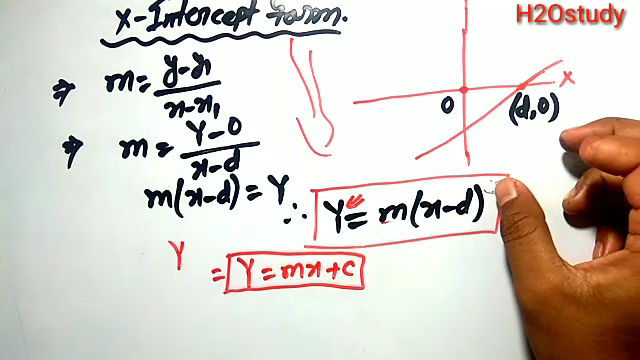 H2Ostudy
x-Intercept form.
⇒ m = y-y₁/x-x₁
⇒ m = Y-0/x-d
m(x-d) = Y
∴ Y = m(x-d)
x
0
(d,0)
Y
= Y = mx+c